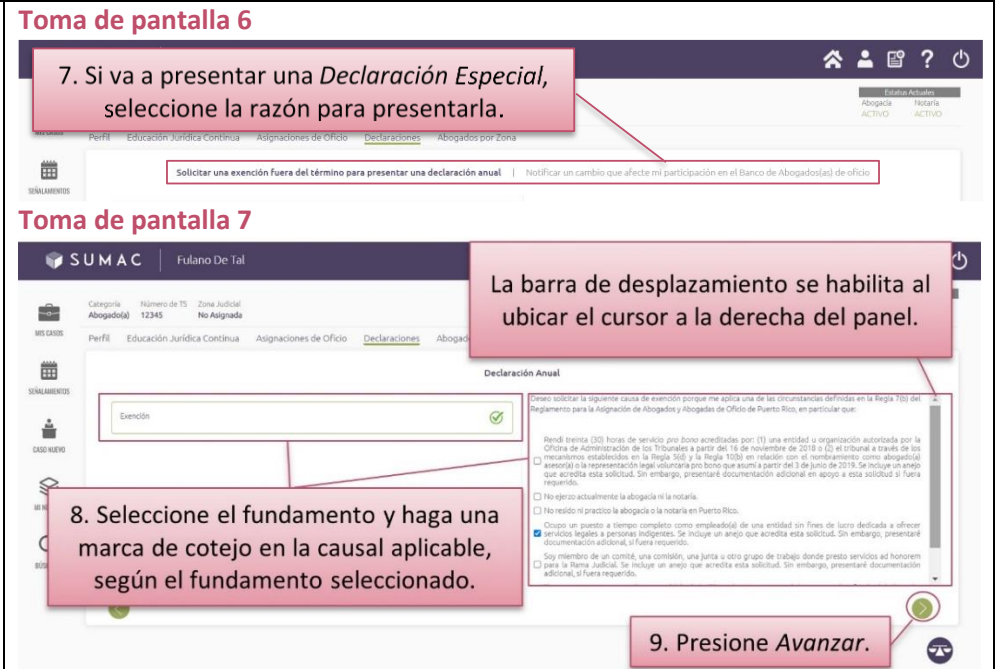 Toma de pantalla 6
7. Si va a presentar una Declaración Especial,
seleccione la razón para presentarla.
Estatus Actuales
Abogacía Notaría
ACTIVO ACTIVO
MIS CASOS
Perfil Educación Jurídica Continua Asignaciones de Oficio Declaraciones Abogados por Zona
SEÑALAMIENTOS
Solicitar una exención fuera del término para presentar una declaración anual | Notificar un cambio que afecte mi participación en el Banco de Abogados(as) de oficio
Toma de pantalla 7
SUMAC | Fulano De Tal
La barra de desplazamiento se habilita al
ubicar el cursor a la derecha del panel.
Categoría Número de TS Zona Judicial
Abogado(a) 12345 No Asignada
MIS CASOS
Perfil Educación Jurídica Continua Asignaciones de Oficio Declaraciones
SEÑALAMIENTOS
Declaración Anual
Exención
Deseo solicitar la siguiente causa de exención porque me aplica una de las circunstancias definidas en la Regla 7(b) del
Reglamento para la Asignación de Abogados y Abogadas de Oficio de Puerto Rico, en particular que:
CASO NUEVO
Rendí treinta (30) horas de servicio pro bono acreditadas por: (1) una entidad u organización autorizada por la
Oficina de Administración de los Tribunales a partir del 16 de noviembre de 2018 o (2) el tribunal a través de los
mecanismos establecidos en la Regla 5(d) y la Regla 10(b) en relación con el nombramiento como abogado(a)
asesor(a) o la representación legal voluntaria pro bono que asumí a partir del 3 de junio de 2019. Se incluye un anejo
que acredita esta solicitud. Sin embargo, presentaré documentación adicional en apoyo a esta solicitud si fuera
requerido.
No ejerzo actualmente la abogacía ni la notaría.
No resido ni practico la abogacía o la notaría en Puerto Rico.
Ocupo un puesto a tiempo completo como empleado(a) de una entidad sin fines de lucro dedicada a ofrecer
servicios legales a personas indigentes. Se incluye un anejo que acredita esta solicitud. Sin embargo, presentaré
documentación adicional, si fuera requerido.
Soy miembro de un comité, una comisión, una junta u otro grupo de trabajo donde presto servicios ad honorem
para la Rama Judicial. Se incluye un anejo que acredita esta solicitud. Sin embargo, presentaré documentación
adicional, si fuera requerido.
8. Seleccione el fundamento y haga una
marca de cotejo en la causal aplicable,
según el fundamento seleccionado.
9. Presione Avanzar.